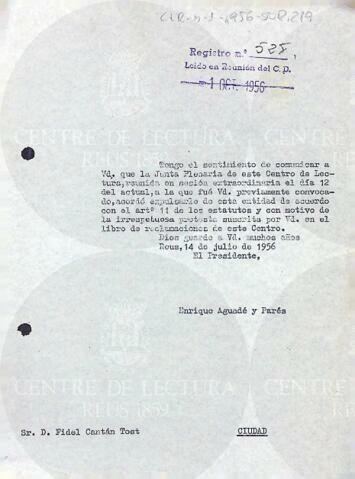 CLR-n-1-1956-SUP.219
Registro n.º 528.
Leido en Reunión del C. D.
1 OCT. 1956
CENTRE DE LECTURA
REUS 1859
Tengo el sentimiento de comunicar a
Vd. que la Junta Plenaria de este Centro de Lec-
tura, reunida en sesión extraordinaria el día 12
del actual, a la que fué Vd. previamente convoca-
do, acordó expulsarle de esta entidad de acuerdo
con el artº 11 de los estatutos y con motivo de
la irrespetuosa protesta suscrita por Vd. en el
libro de reclamaciones de este Centro.
Dios guarde a Vd. muchos años
Reus, 14 de julio de 1956
El Presidente,
Enrique Aguadé y Parés
CENTRE DE LECTURA
REUS 1859
CENTRE DE
REUS
Sr. D. Fidel Cantán Tost
CIUDAD